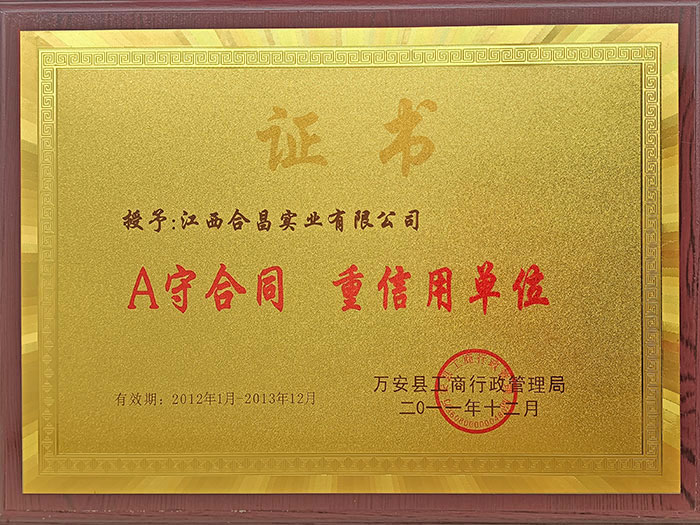 证书
授予:江西合昌实业有限公司
A守合同 重信用单位
万安县工商行政管理局
有效期：2012年1月-2013年12月
二0一一年十二月